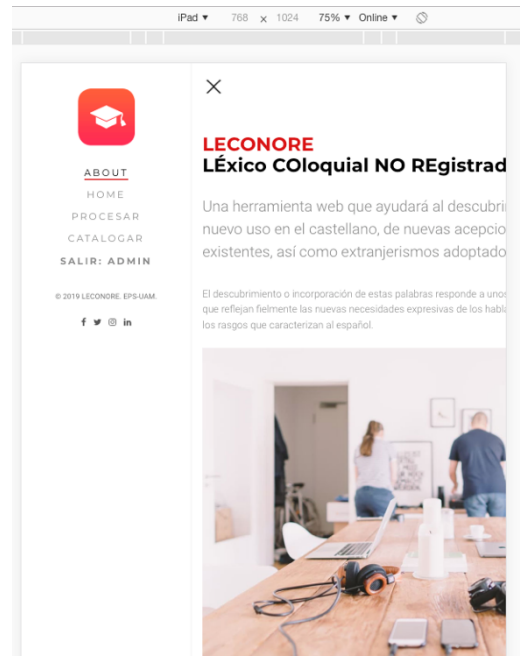 iPad ▼ 768 x 1024 75% ▼ Online ▼
LECONORE
LÉxico COloquial NO REgistrad
ABOUT
HOME
PROCESAR
CATALOGAR
SALIR: ADMIN
© 2019 LECONORE. EPS-UAM.
Una herramienta web que ayudará al descubri
nuevo uso en el castellano, de nuevas acepcio
existentes, así como extranjerismos adoptado
El descubrimiento o incorporación de estas palabras responde a unos
que reflejan fielmente las nuevas necesidades expresivas de los habla
los rasgos que caracterizan al español.